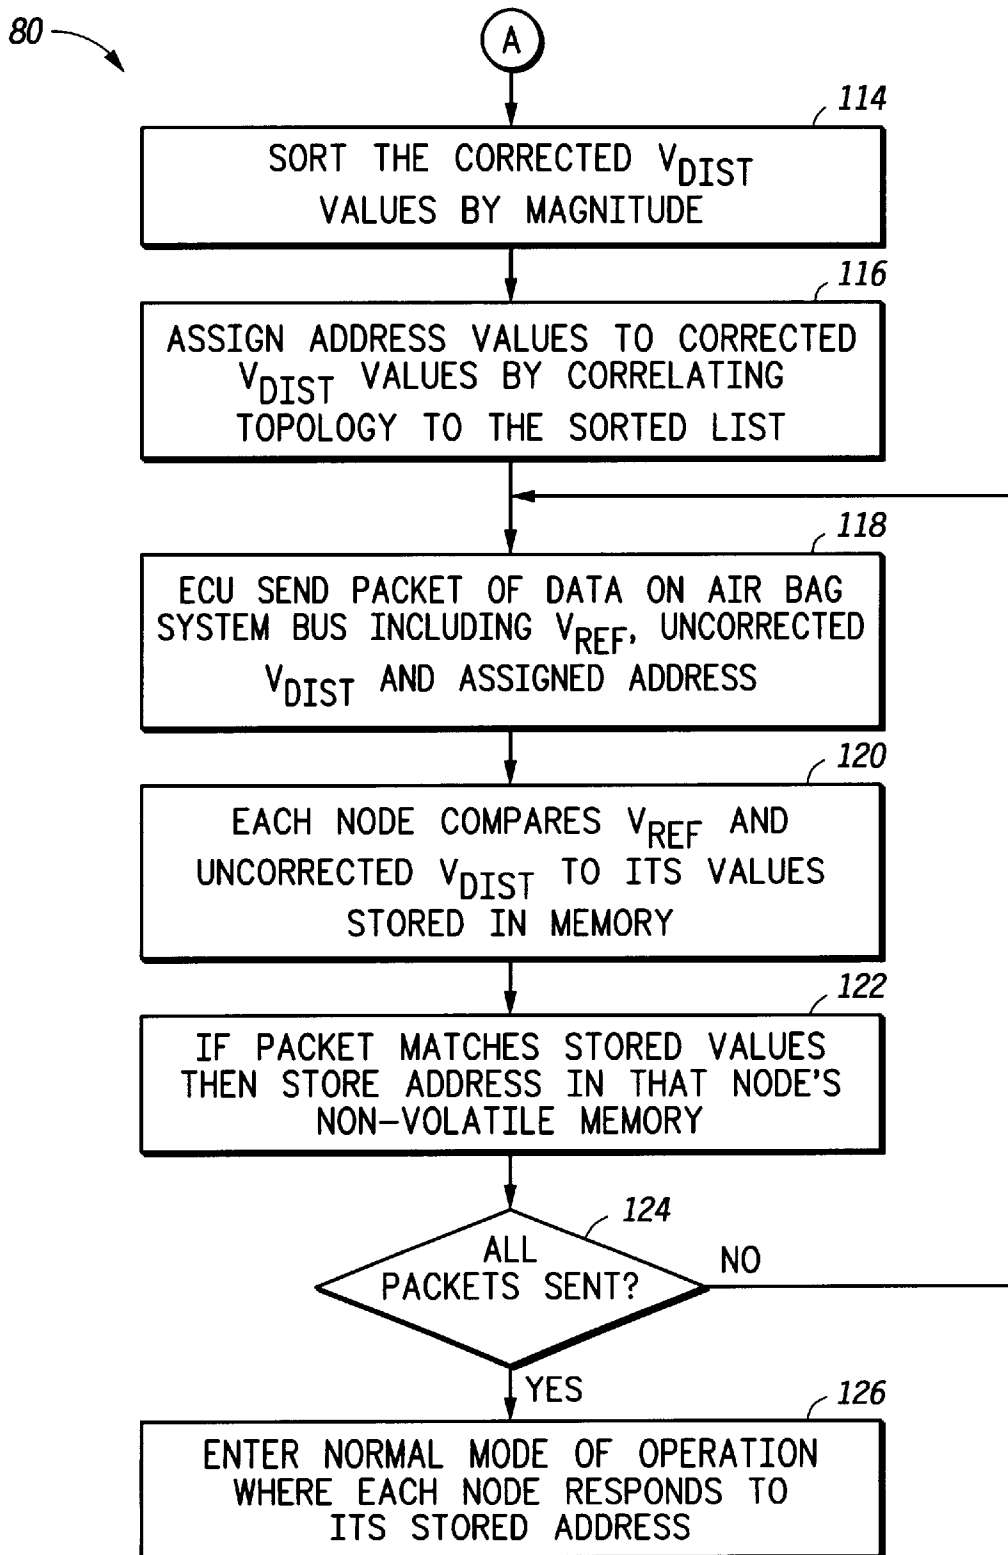 80
A
114
SORT THE CORRECTED VDIST
VALUES BY MAGNITUDE
116
ASSIGN ADDRESS VALUES TO CORRECTED
VDIST VALUES BY CORRELATING
TOPOLOGY TO THE SORTED LIST
118
ECU SEND PACKET OF DATA ON AIR BAG
SYSTEM BUS INCLUDING VREF, UNCORRECTED
VDIST AND ASSIGNED ADDRESS
120
EACH NODE COMPARES VREF AND
UNCORRECTED VDIST TO ITS VALUES
STORED IN MEMORY
122
IF PACKET MATCHES STORED VALUES
THEN STORE ADDRESS IN THAT NODE'S
NON-VOLATILE MEMORY
124
ALL
PACKETS SENT?
NO
YES
126
ENTER NORMAL MODE OF OPERATION
WHERE EACH NODE RESPONDS TO
ITS STORED ADDRESS